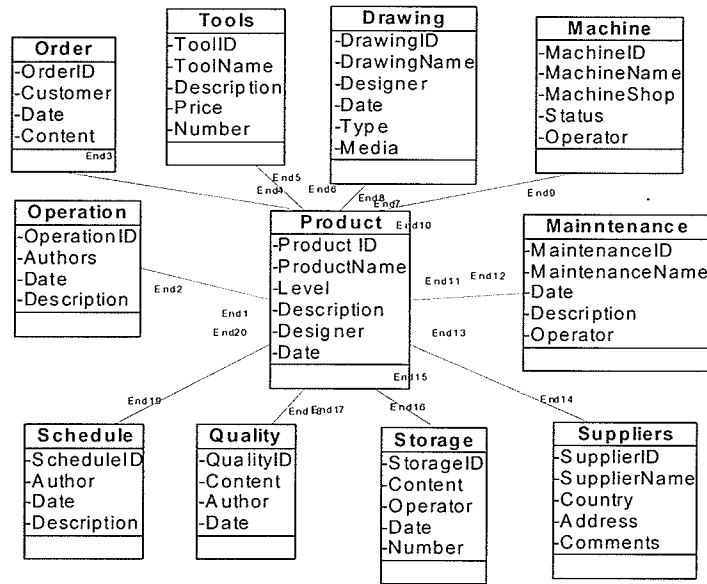 Order
-OrderID
-Customer
-Date
-Content
Tools
-ToolID
-ToolName
-Description
-Price
-Number
Drawing
-DrawingID
-DrawingName
-Designer
-Date
-Type
-Media
Machine
-MachineID
-MachineName
-MachineShop
-Status
-Operator
End3
End4
End5
End6
End8
End7
End9
End10
Operation
-OperationID
-Authors
-Date
-Description
Product
-Product ID
-ProductName
-Level
-Description
-Designer
-Date
Mainntenance
-MaintenanceID
-MaintenanceName
-Date
-Description
-Operator
End2
End1
End20
End11
End12
End13
End15
End19
End18
End17
End16
End14
Schedule
-ScheduleID
-Author
-Date
-Description
Quality
-QualityID
-Content
-Author
-Date
Storage
-StorageID
-Content
-Operator
-Date
-Number
Suppliers
-SupplierID
-SupplierName
-Country
-Address
-Comments